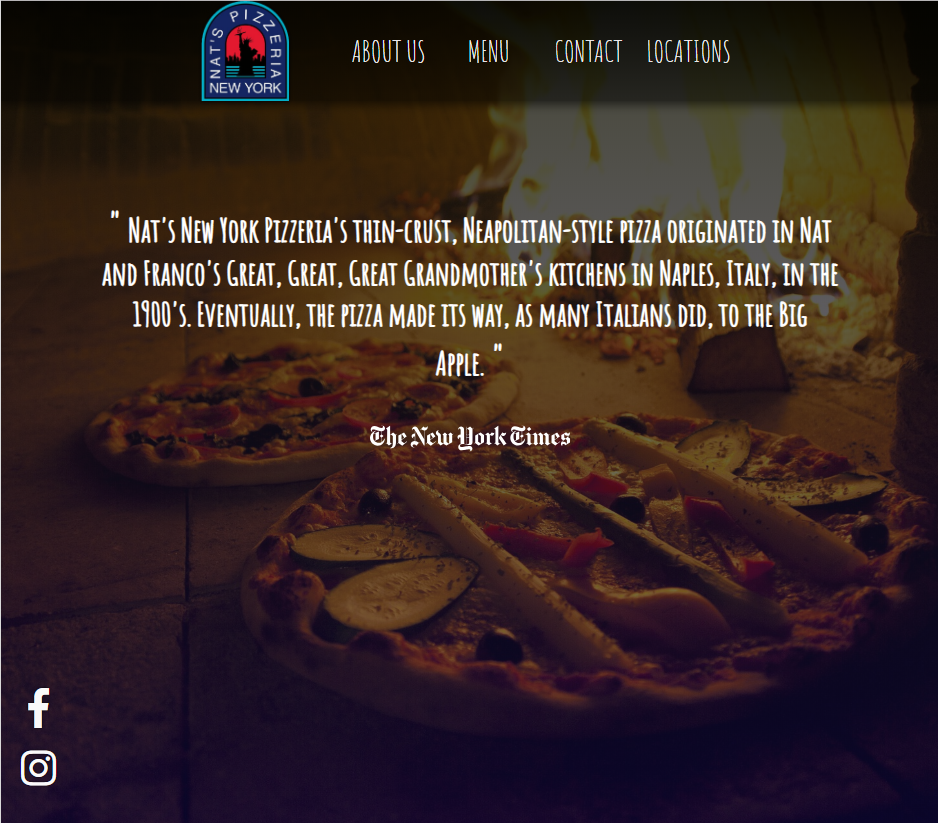 NAT'S PIZZERIA
NEW YORK
ABOUT US MENU CONTACT LOCATIONS
" Nat's New York Pizzeria's thin-crust, Neapolitan-style pizza originated in Nat
and Franco's Great, Great, Great Grandmother's kitchens in Naples, Italy, in the
1900's. Eventually, the pizza made its way, as many Italians did, to the Big
Apple. "
The New York Times